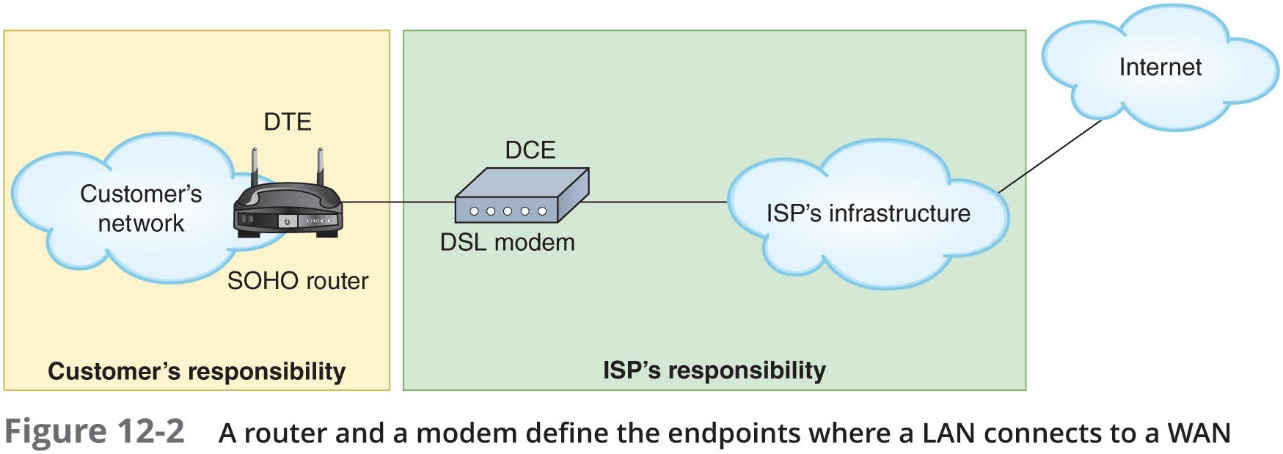 Internet
DTE
Customer's
network
SOHO router
DCE
DSL modem
ISP's infrastructure
Customer's responsibility
ISP's responsibility
Figure 12-2 A router and a modem define the endpoints where a LAN connects to a WAN